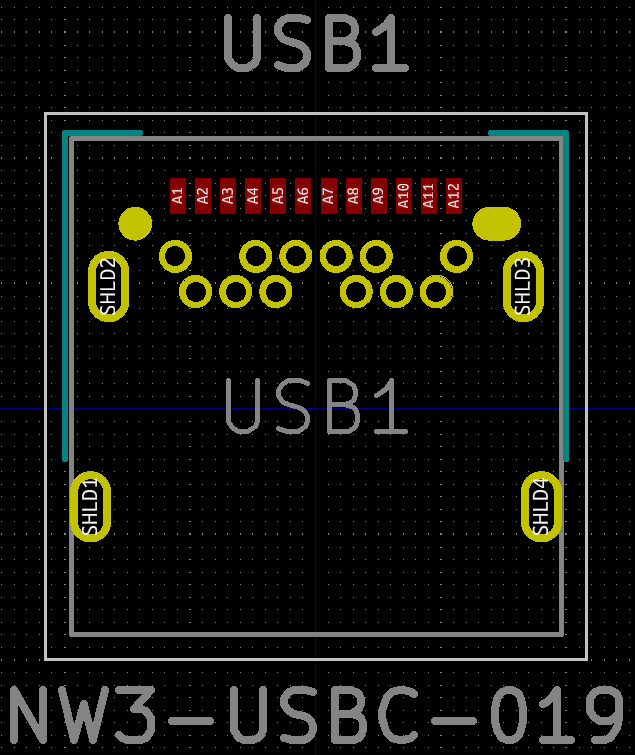 USB1
A1 A2 A3 A4 A5 A6 A7 A8 A9 A10 A11 A12
SHLD2 SHLD3
USB1
SHLD1 SHLD4
NW3-USBC-019